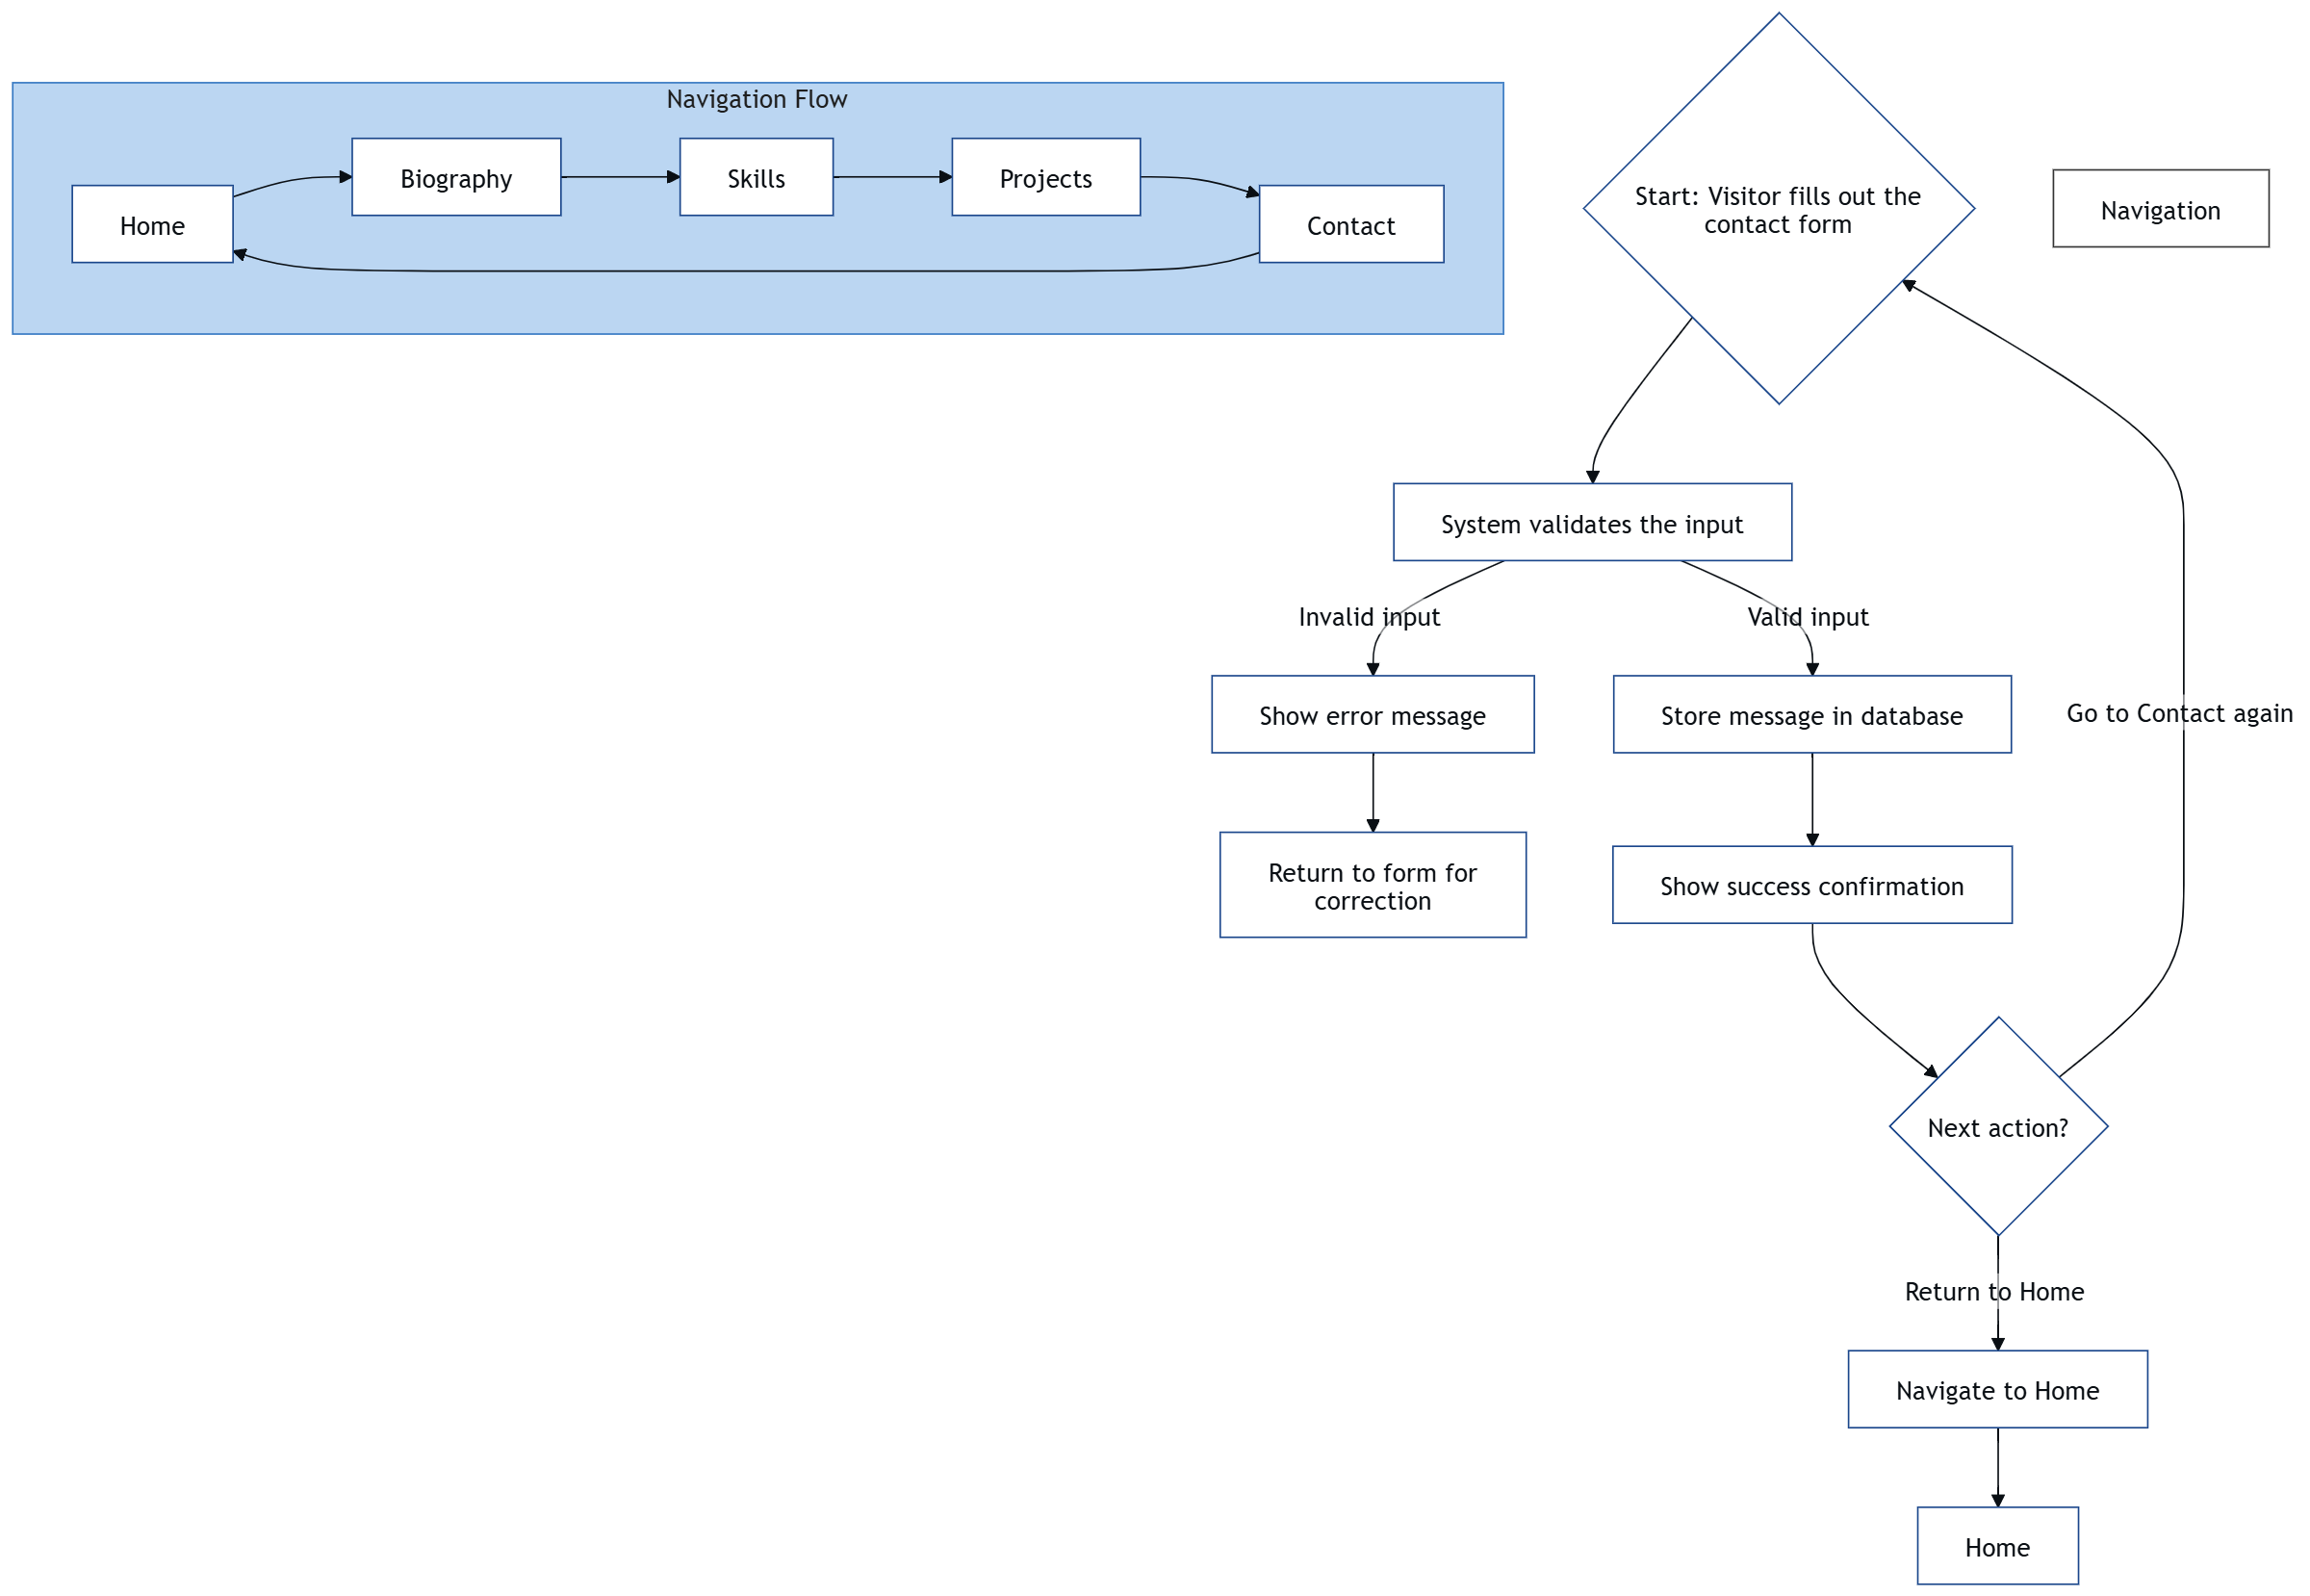 Navigation Flow
Home
Biography
Skills
Projects
Contact
Start: Visitor fills out the
contact form
Navigation
System validates the input
Invalid input
Valid input
Show error message
Store message in database
Go to Contact again
Return to form for
correction
Show success confirmation
Next action?
Return to Home
Navigate to Home
Home